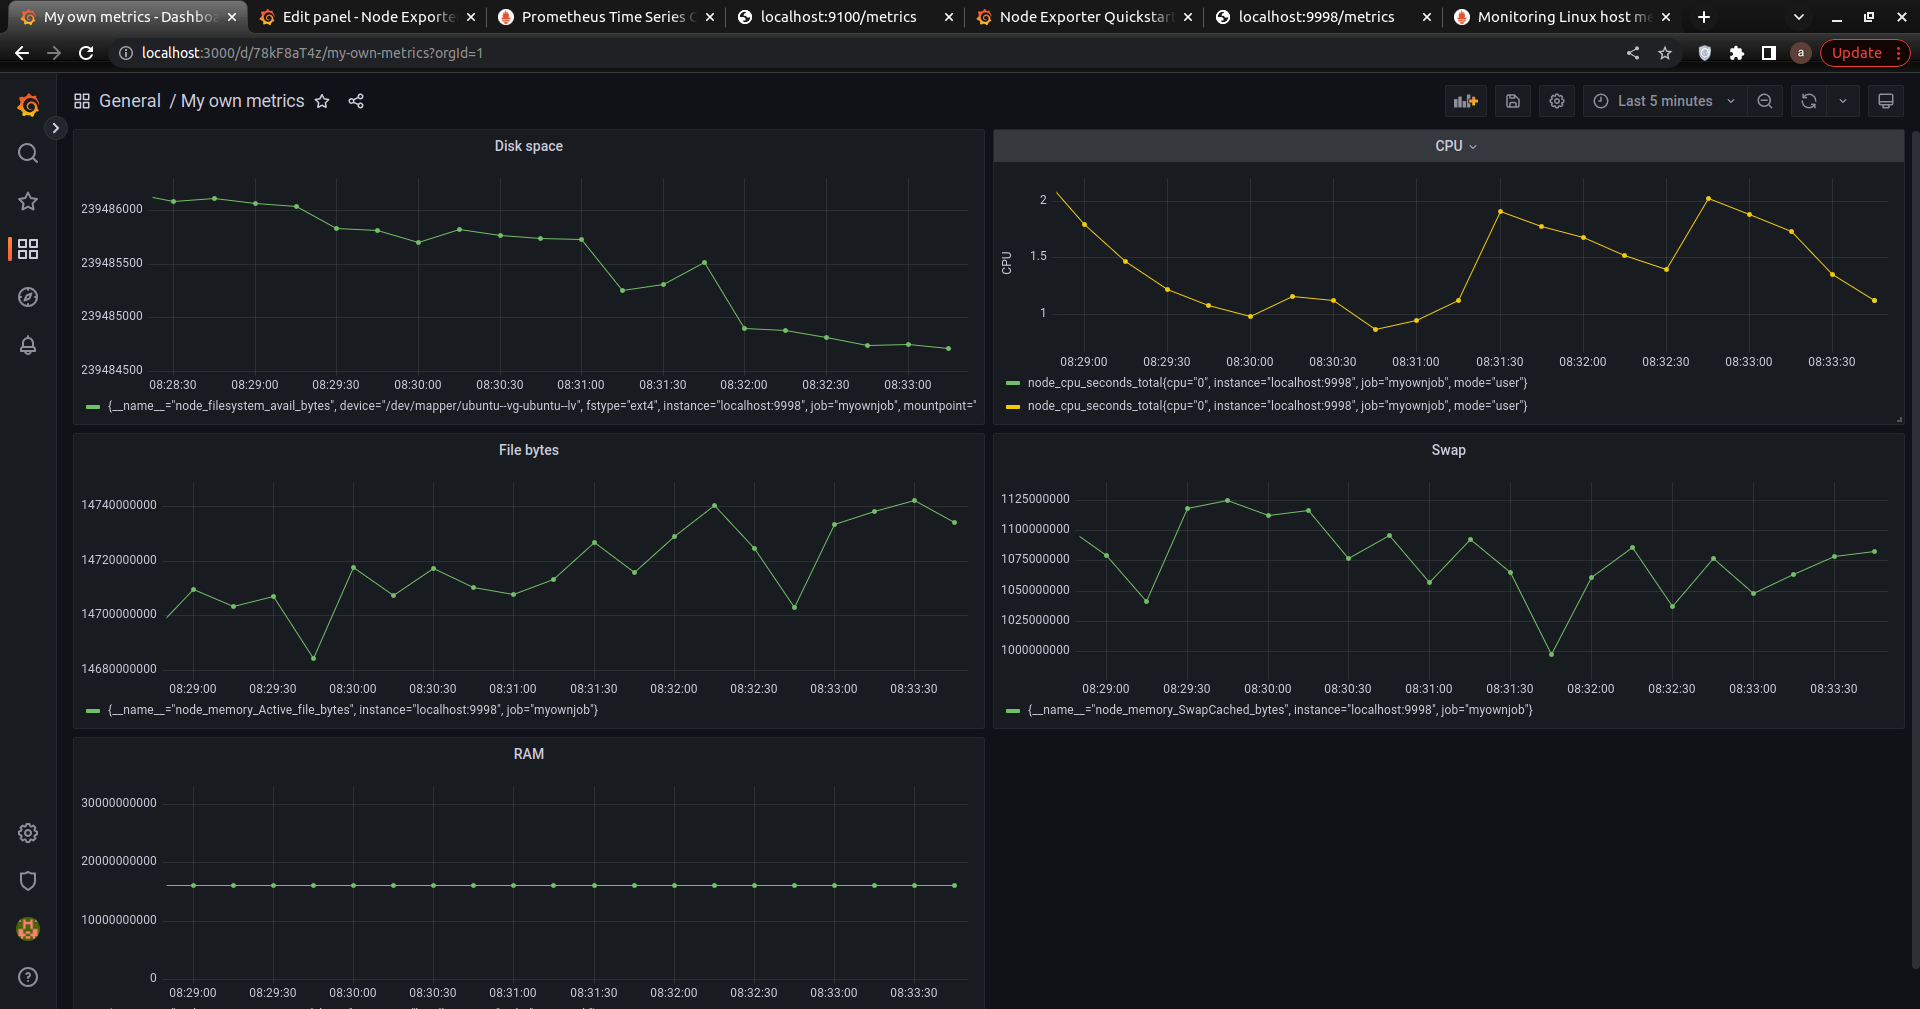 My own metrics - Dashbo
Edit panel - Node Exporte
Prometheus Time Series
localhost:9100/metrics
Node Exporter Quickstar
localhost:9998/metrics
Monitoring Linux host me
localhost:3000/d/78kF8aT4z/my-own-metrics?orgId=1
a
Update
General / My own metrics
Last 5 minutes
Disk space
239486000
239485500
239485000
239484500
08:28:30 08:29:00 08:29:30 08:30:00 08:30:30 08:31:00 08:31:30 08:32:00 08:32:30 08:33:00
{__name__="node_filesystem_avail_bytes", device="/dev/mapper/ubuntu--vg-ubuntu--lv", fstype="ext4", instance="localhost:9998", job="myownjob", mountpoint="
CPU
CPU
2
1.5
1
08:29:00 08:29:30 08:30:00 08:30:30 08:31:00 08:31:30 08:32:00 08:32:30 08:33:00 08:33:30
node_cpu_seconds_total{cpu="0", instance="localhost:9998", job="myownjob", mode="user"}
node_cpu_seconds_total{cpu="0", instance="localhost:9998", job="myownjob", mode="user"}
File bytes
14740000000
14720000000
14700000000
14680000000
08:29:00 08:29:30 08:30:00 08:30:30 08:31:00 08:31:30 08:32:00 08:32:30 08:33:00 08:33:30
{__name__="node_memory_Active_file_bytes", instance="localhost:9998", job="myownjob"}
Swap
1125000000
1100000000
1075000000
1050000000
1025000000
1000000000
08:29:00 08:29:30 08:30:00 08:30:30 08:31:00 08:31:30 08:32:00 08:32:30 08:33:00 08:33:30
{__name__="node_memory_SwapCached_bytes", instance="localhost:9998", job="myownjob"}
RAM
30000000000
20000000000
10000000000
0
08:29:00 08:29:30 08:30:00 08:30:30 08:31:00 08:31:30 08:32:00 08:32:30 08:33:00 08:33:30